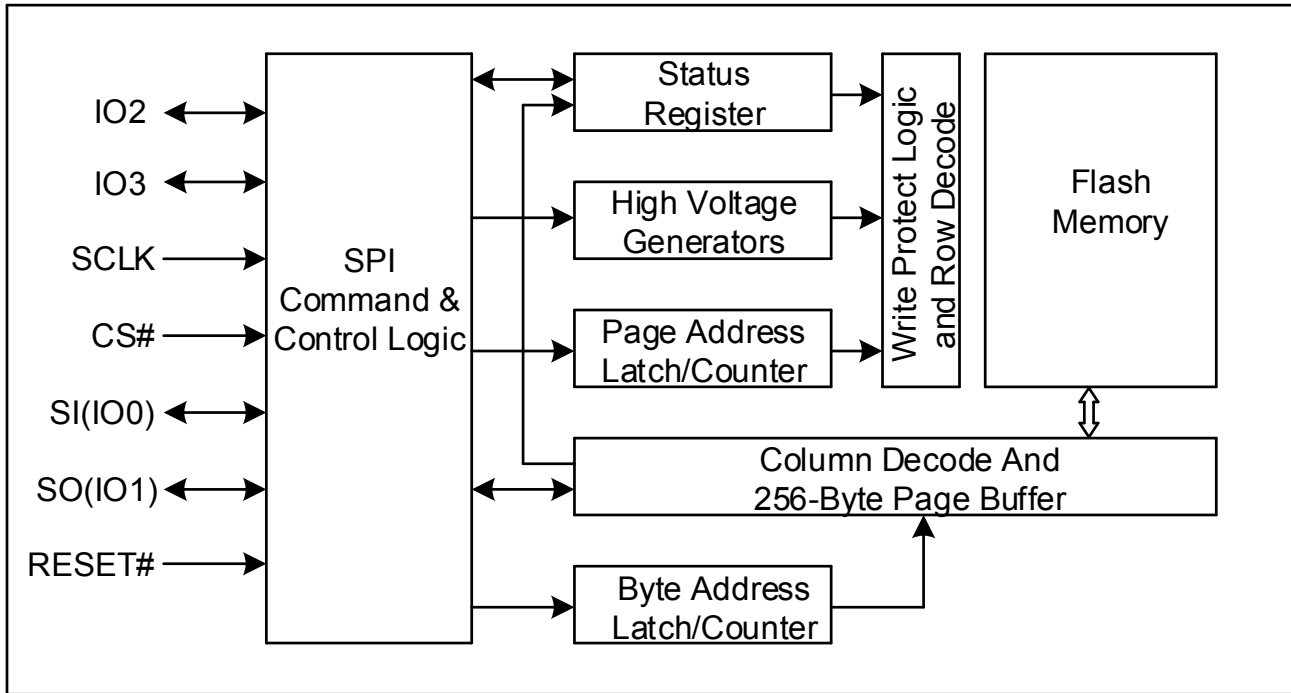 IO2
IO3
SCLK
CS#
SI(IO0)
SO(IO1)
RESET#
SPI
Command &
Control Logic
Status
Register
High Voltage
Generators
Page Address
Latch/Counter
Write Protect Logic
and Row Decode
Flash
Memory
Column Decode And
256-Byte Page Buffer
Byte Address
Latch/Counter